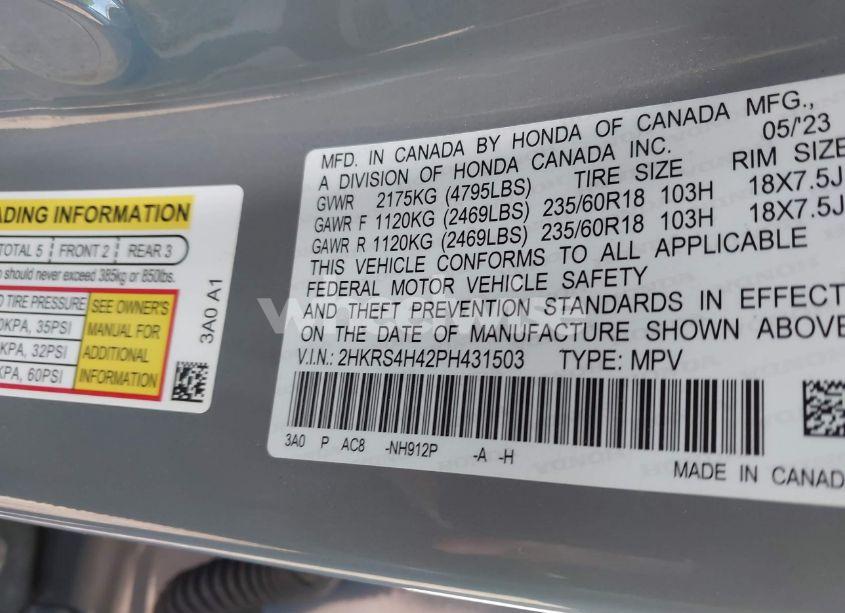 ADING INFORMATION
TOTAL 5 FRONT 2 REAR 3
should never exceed 385kg or 850lbs.
TIRE PRESSURE
KPA, 35PSI
KPA, 32PSI
KPA, 60PSI
SEE OWNER'S
MANUAL FOR
ADDITIONAL
INFORMATION
3A0 A1
MFD. IN CANADA BY HONDA OF CANADA MFG.,
A DIVISION OF HONDA CANADA INC. 05/'23
GVWR 2175KG (4795LBS) TIRE SIZE RIM SIZE
GAWR F 1120KG (2469LBS) 235/60R18 103H 18X7.5J
GAWR R 1120KG (2469LBS) 235/60R18 103H 18X7.5J
THIS VEHICLE CONFORMS TO ALL APPLICABLE
FEDERAL MOTOR VEHICLE SAFETY
AND THEFT PREVENTION STANDARDS IN EFFECT
ON THE DATE OF MANUFACTURE SHOWN ABOVE
V.I.N.: 2HKRS4H42PH431503 TYPE: MPV
3A0 P AC8 -NH912P -A -H
MADE IN CANADA